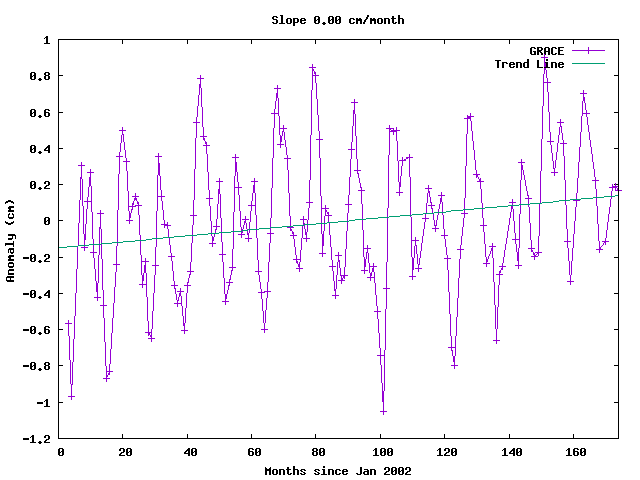 Slope 0.00 cm/month
GRACE
Trend Line
1
0.8
0.6
0.4
0.2
0
-0.2
-0.4
-0.6
-0.8
-1
-1.2
Anomaly (cm)
0 20 40 60 80 100 120 140 160
Months since Jan 2002